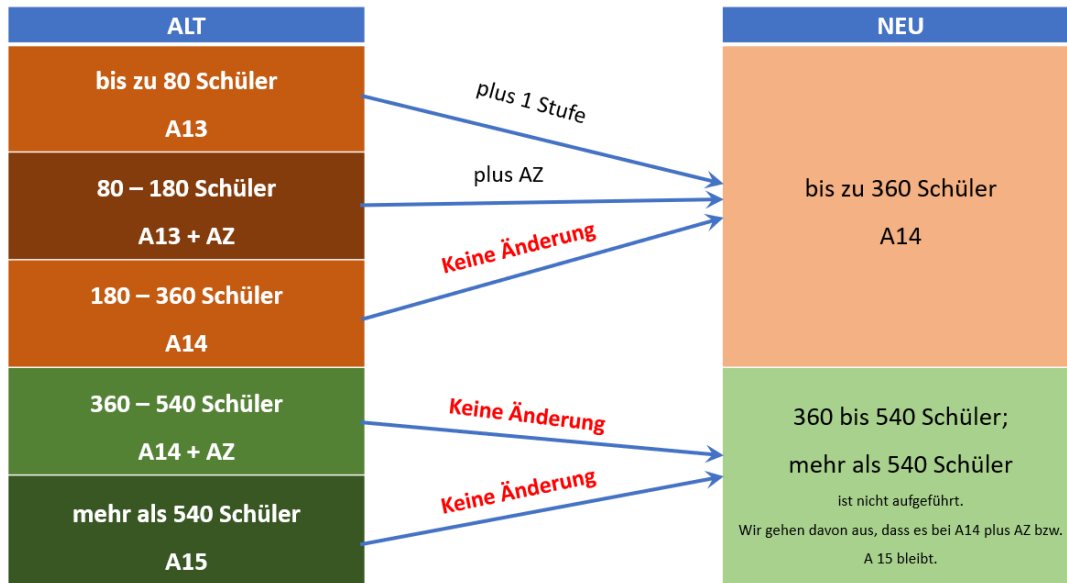 ALT
bis zu 80 Schüler
A13
80 – 180 Schüler
A13 + AZ
180 – 360 Schüler
A14
360 – 540 Schüler
A14 + AZ
mehr als 540 Schüler
A15
plus 1 Stufe
plus AZ
Keine Änderung
Keine Änderung
Keine Änderung
NEU
bis zu 360 Schüler
A14
360 bis 540 Schüler;
mehr als 540 Schüler
ist nicht aufgeführt.
Wir gehen davon aus, dass es bei A14 plus AZ bzw.
A 15 bleibt.